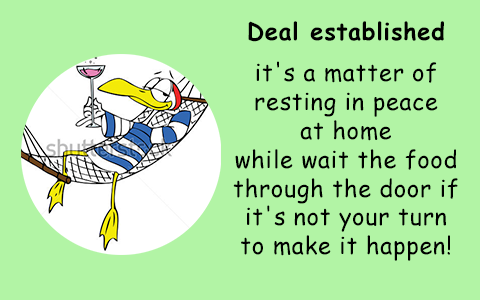 Deal established
it's a matter of
resting in peace
at home
while wait the food
through the door if
it's not your turn
to make it happen!
shutterstock